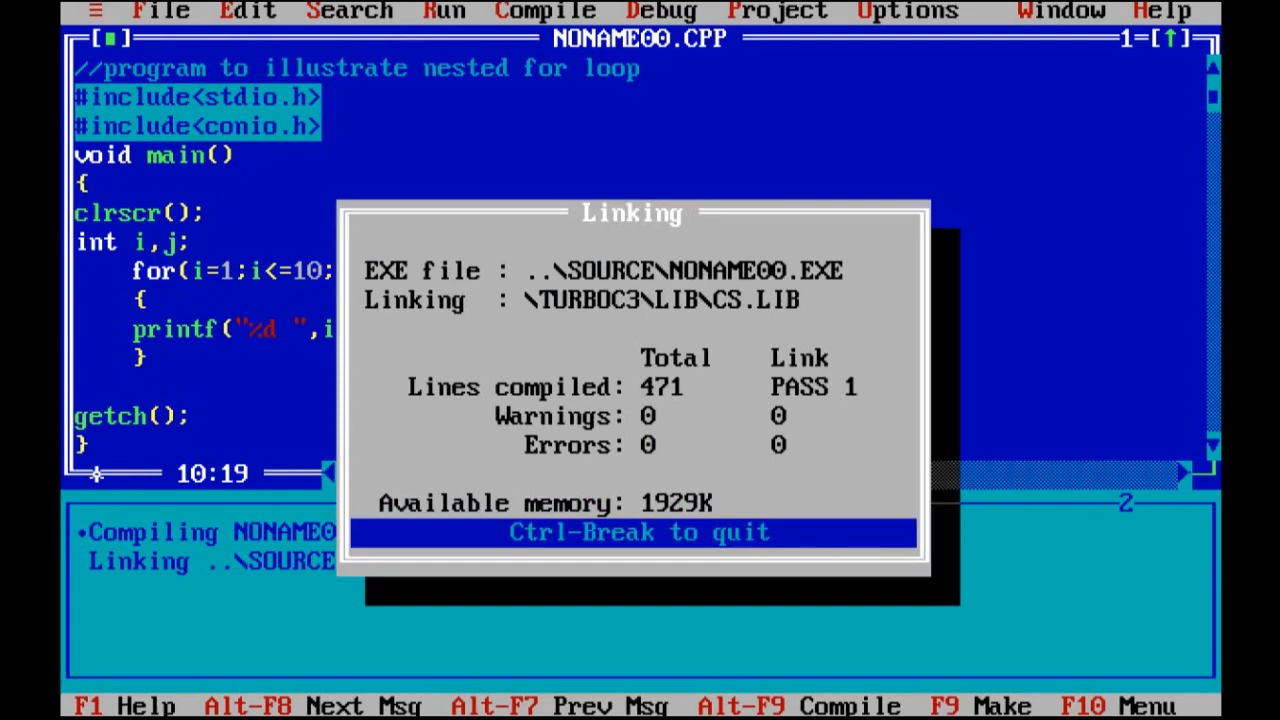 ≡ File Edit Search Run Compile Debug Project Options Window Help
[■] NONAME00.CPP 1=[↑]
//program to illustrate nested for loop
#include<stdio.h>
#include<conio.h>
void main()
{
clrscr();
int i,j;
for(i=1;i<=10;
{
printf("%d ",i
}
getch();
}
10:19
Linking
EXE file : ..\SOURCE\NONAME00.EXE
Linking : \TURBOC3\LIB\CS.LIB
Total Link
Lines compiled: 471 PASS 1
Warnings: 0 0
Errors: 0 0
Available memory: 1929K
Ctrl-Break to quit
2
•Compiling NONAME0
Linking ..\SOURCE
F1 Help Alt-F8 Next Msg Alt-F7 Prev Msg Alt-F9 Compile F9 Make F10 Menu